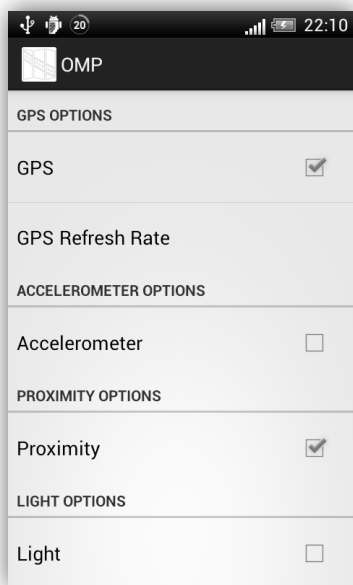 20 22:10
OMP
GPS OPTIONS
GPS
GPS Refresh Rate
ACCELEROMETER OPTIONS
Accelerometer
PROXIMITY OPTIONS
Proximity
LIGHT OPTIONS
Light